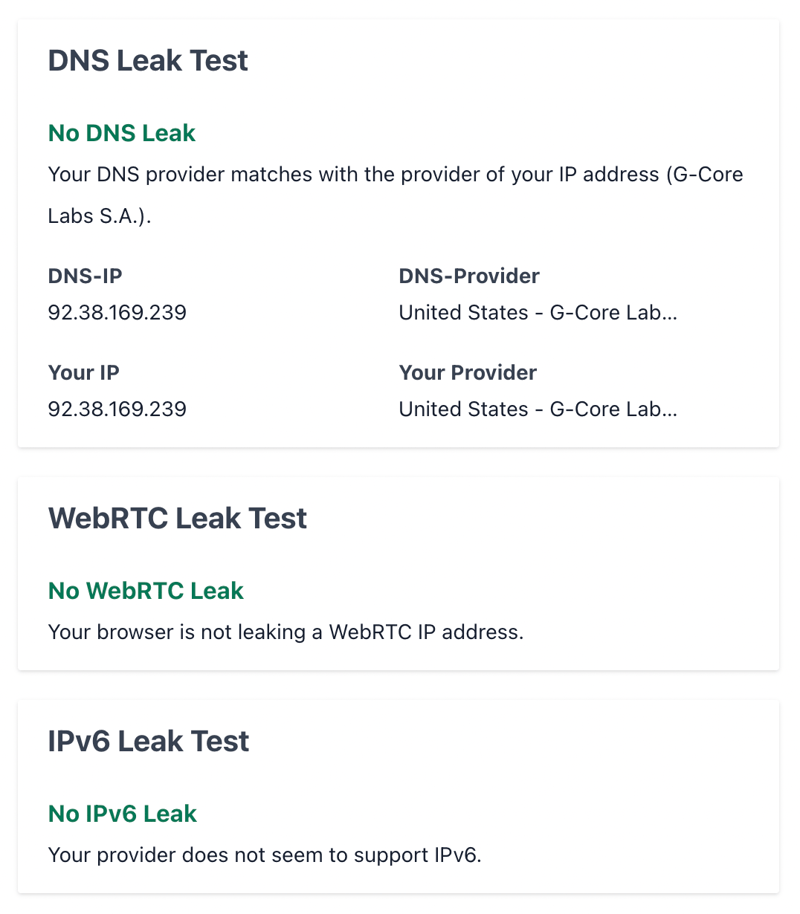 DNS Leak Test
No DNS Leak
Your DNS provider matches with the provider of your IP address (G-Core
Labs S.A.).
DNS-IP
DNS-Provider
92.38.169.239
United States - G-Core Lab...
Your IP
Your Provider
92.38.169.239
United States - G-Core Lab...
WebRTC Leak Test
No WebRTC Leak
Your browser is not leaking a WebRTC IP address.
IPv6 Leak Test
No IPv6 Leak
Your provider does not seem to support IPv6.